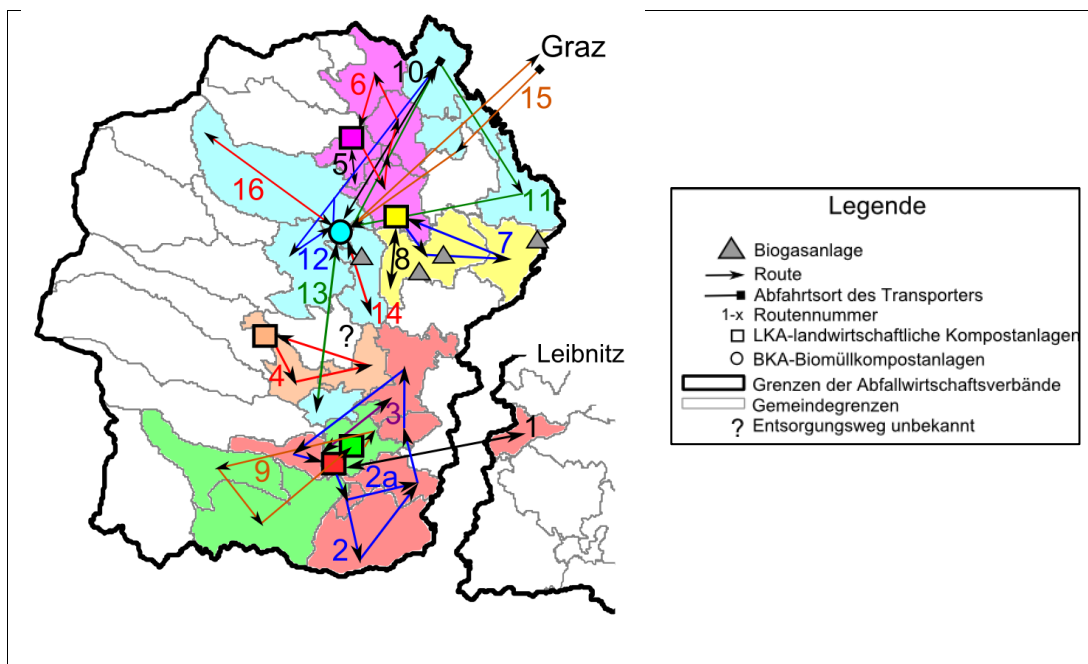 Graz
10
6
15
5
16
11
12
7
8
13
14
?
Leibnitz
4
3
1
9
2a
2
Legende
Biogasanlage
Route
Abfahrtsort des Transporters
1-x Routennummer
LKA-landwirtschaftliche Kompostanlagen
BKA-Biomüllkompostanlagen
Grenzen der Abfallwirtschaftsverbände
Gemeindegrenzen
? Entsorgungsweg unbekannt